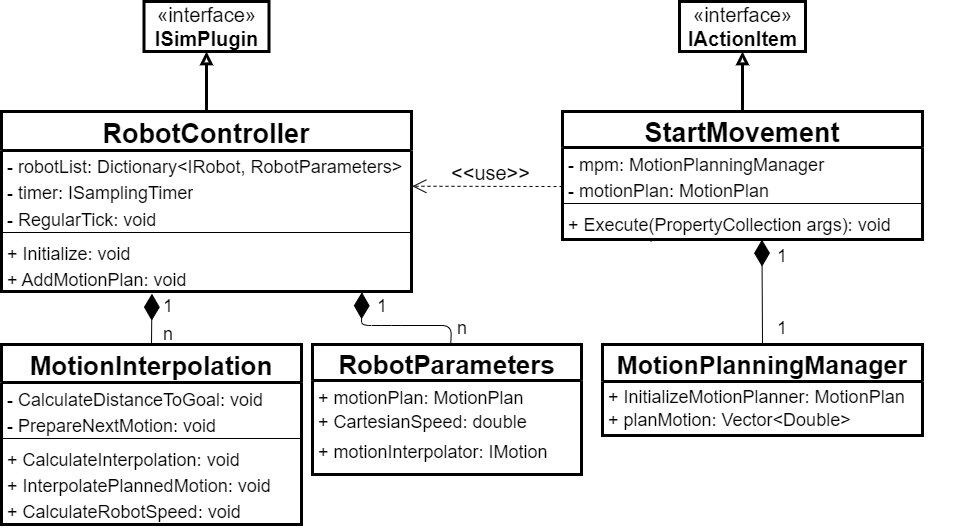 «interface»
ISimPlugin
«interface»
IActionItem
RobotController
- robotList: Dictionary<IRobot, RobotParameters>
- timer: ISamplingTimer
- RegularTick: void
+ Initialize: void
+ AddMotionPlan: void
<<use>>
StartMovement
- mpm: MotionPlanningManager
- motionPlan: MotionPlan
+ Execute(PropertyCollection args): void
1
n
1
n
1
1
MotionInterpolation
- CalculateDistanceToGoal: void
- PrepareNextMotion: void
+ CalculateInterpolation: void
+ InterpolatePlannedMotion: void
+ CalculateRobotSpeed: void
RobotParameters
+ motionPlan: MotionPlan
+ CartesianSpeed: double
+ motionInterpolator: IMotion
MotionPlanningManager
+ InitializeMotionPlanner: MotionPlan
+ planMotion: Vector<Double>